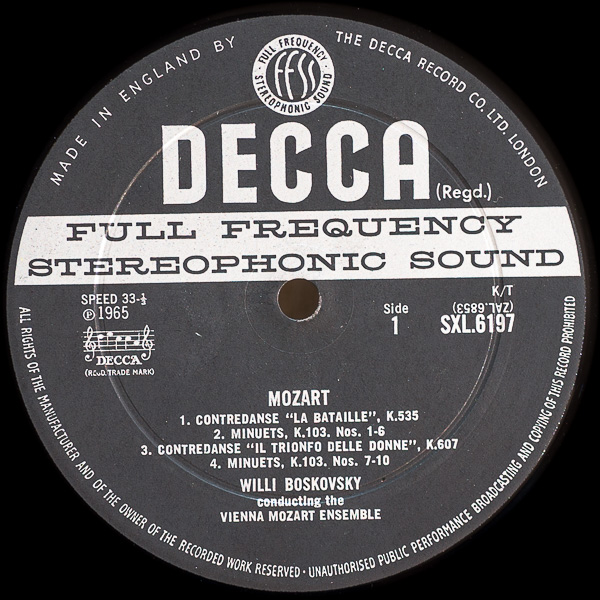 MADE IN ENGLAND BY
THE DECCA RECORD CO. LTD. LONDON
FULL FREQUENCY
FFSS
STEREOPHONIC SOUND
DECCA (Regd.)
FULL FREQUENCY
STEREOPHONIC SOUND
SPEED 33-⅓
℗ 1965
DECCA
(REGD. TRADE MARK)
K/T
(ZAL.6853)
Side
1
SXL.6197
MOZART
1. CONTREDANSE “LA BATAILLE”, K.535
2. MINUETS, K.103. Nos. 1-6
3. CONTREDANSE “IL TRIONFO DELLE DONNE”, K.607
4. MINUETS, K.103. Nos. 7-10
WILLI BOSKOVSKY
conducting the
VIENNA MOZART ENSEMBLE
ALL RIGHTS OF THE MANUFACTURER AND OF THE OWNER OF THE RECORDED WORK RESERVED · UNAUTHORISED PUBLIC PERFORMANCE BROADCASTING AND COPYING OF THIS RECORD PROHIBITED